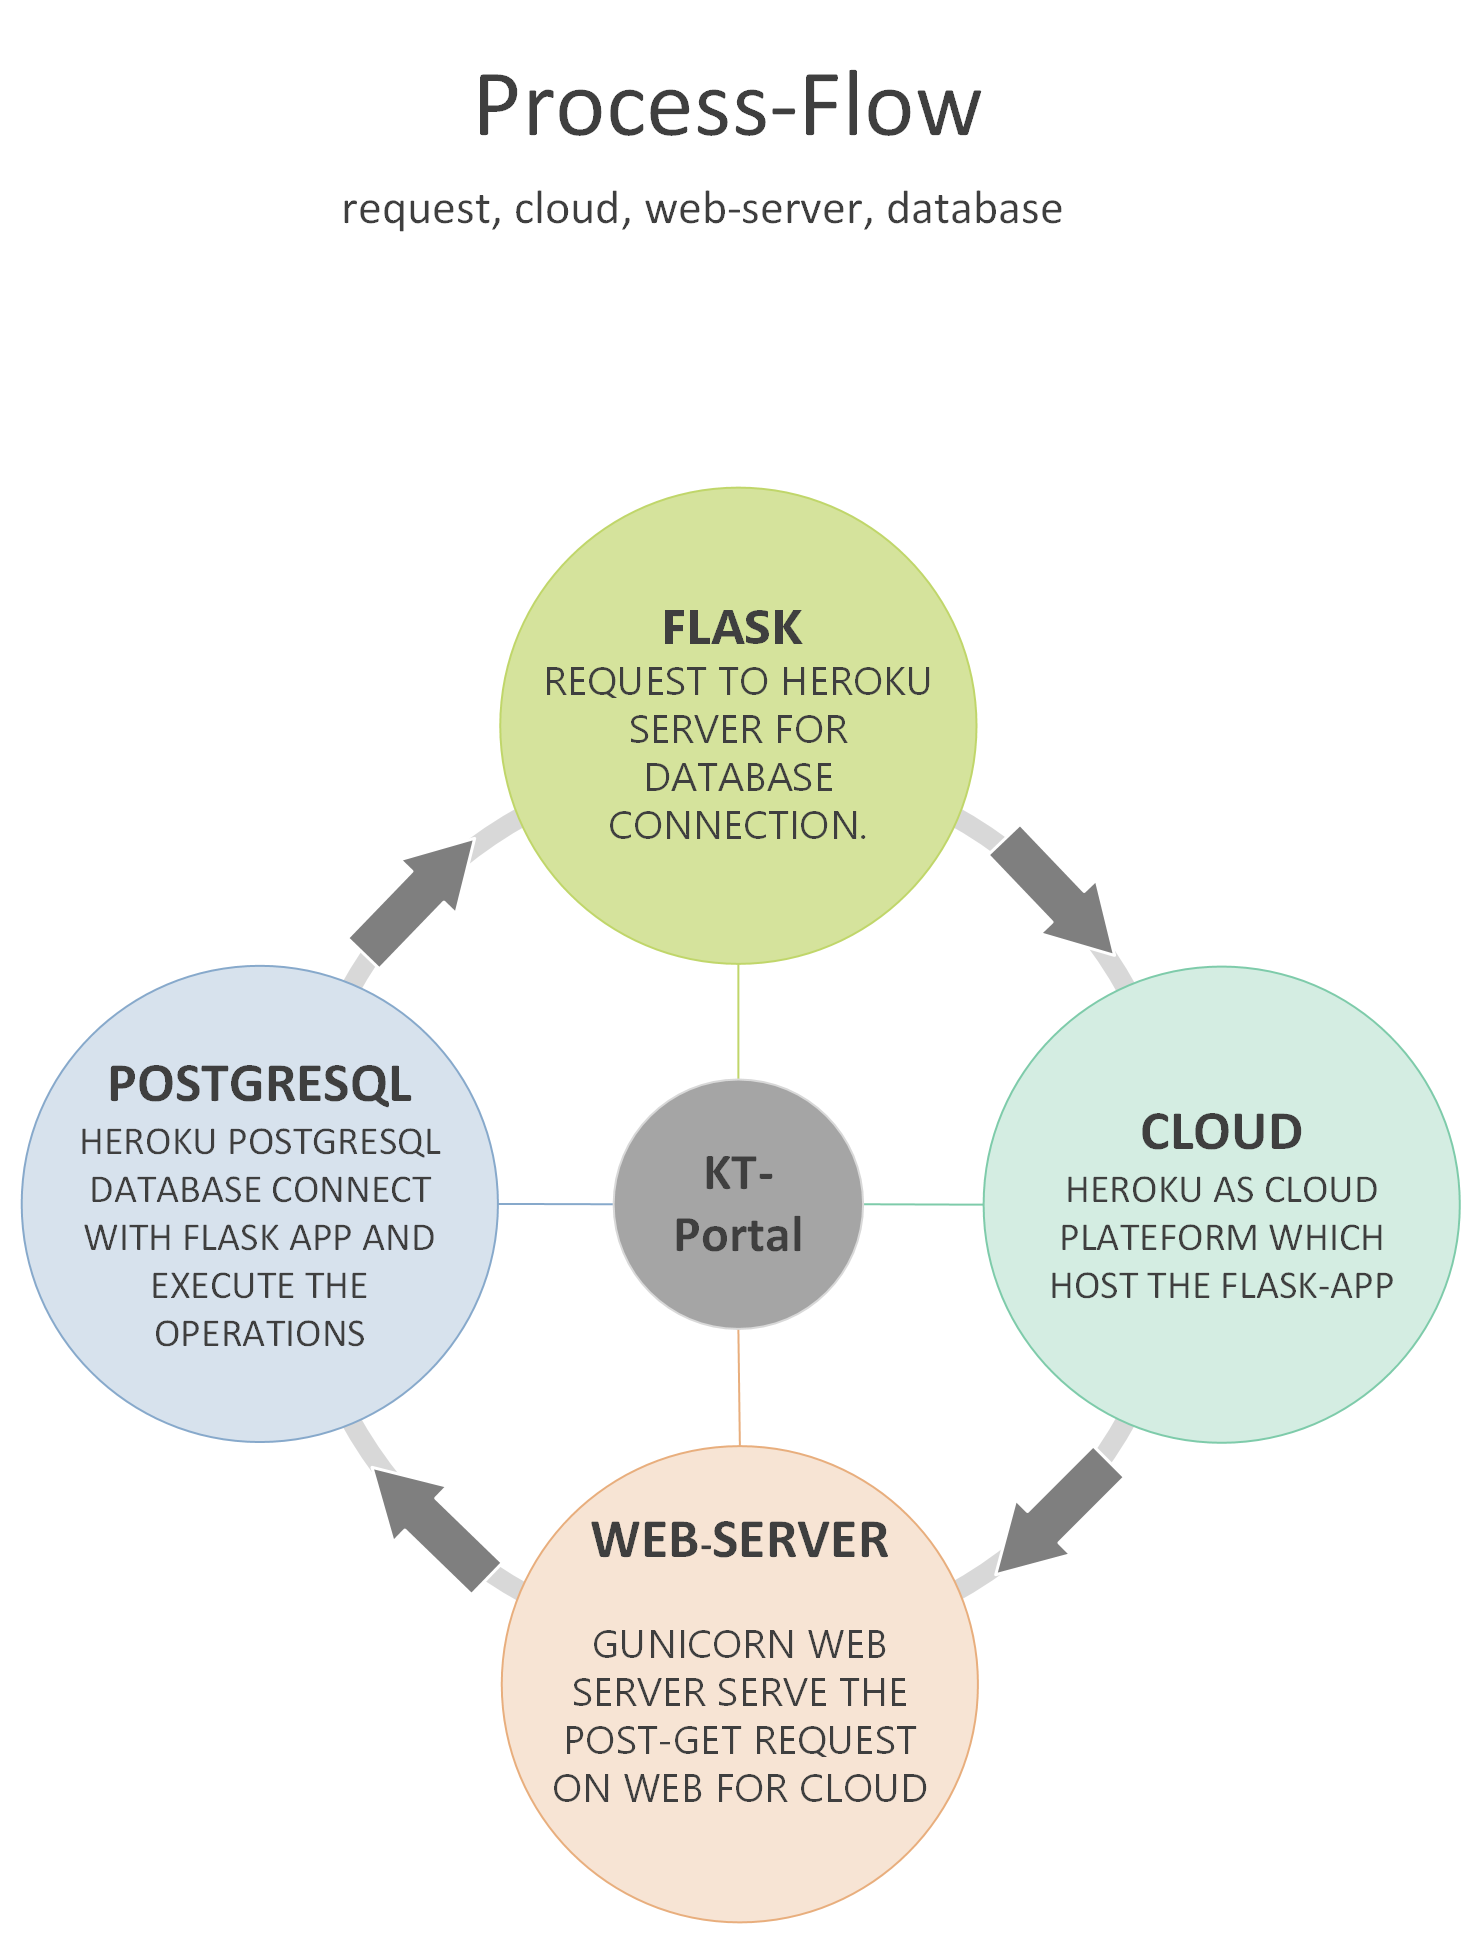 Process-Flow
request, cloud, web-server, database
FLASK
REQUEST TO HEROKU
SERVER FOR
DATABASE
CONNECTION.
POSTGRESQL
HEROKU POSTGRESQL
DATABASE CONNECT
WITH FLASK APP AND
EXECUTE THE
OPERATIONS
KT-
Portal
CLOUD
HEROKU AS CLOUD
PLATEFORM WHICH
HOST THE FLASK-APP
WEB-SERVER
GUNICORN WEB
SERVER SERVE THE
POST-GET REQUEST
ON WEB FOR CLOUD